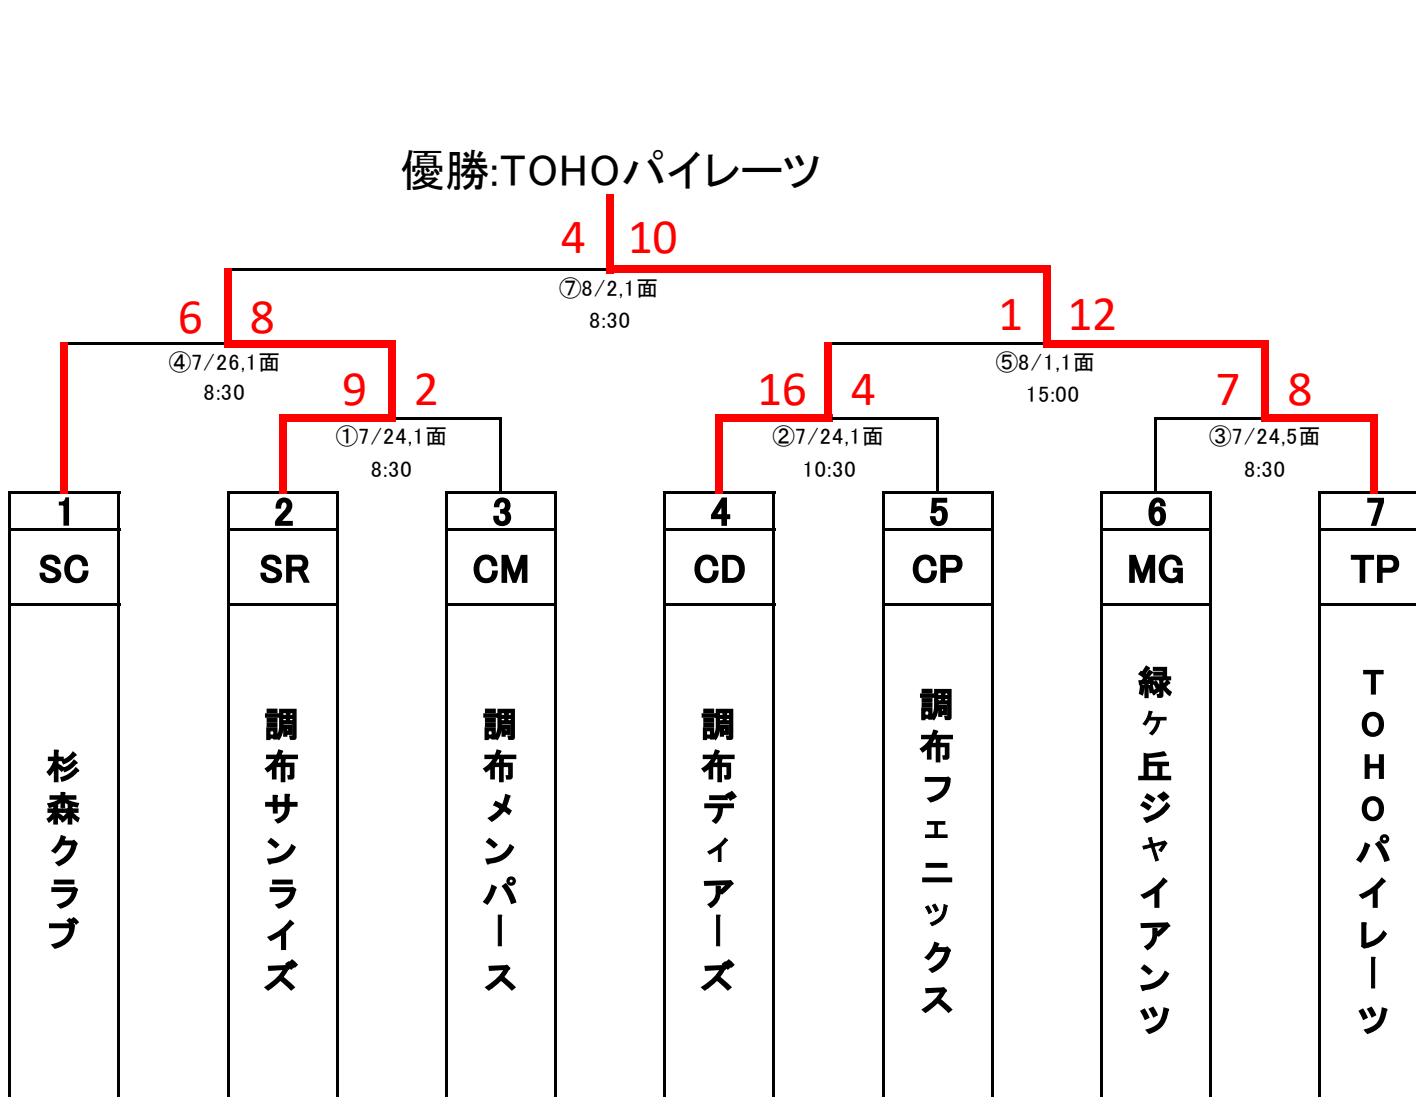 優勝:TOHOパイレーツ
4 10
⑦8/2,1面
8:30
6 8
1 12
④7/26,1面
8:30
⑤8/1,1面
15:00
9 2
16 4
7 8
①7/24,1面
8:30
②7/24,1面
10:30
③7/24,5面
8:30
1 2 3 4 5 6 7
SC SR CM CD CP MG TP
杉森クラブ
調布サンライズ
調布メンパース
調布ディアーズ
調布フェニックス
緑ヶ丘ジャイアンツ
TOHOパイレーツ